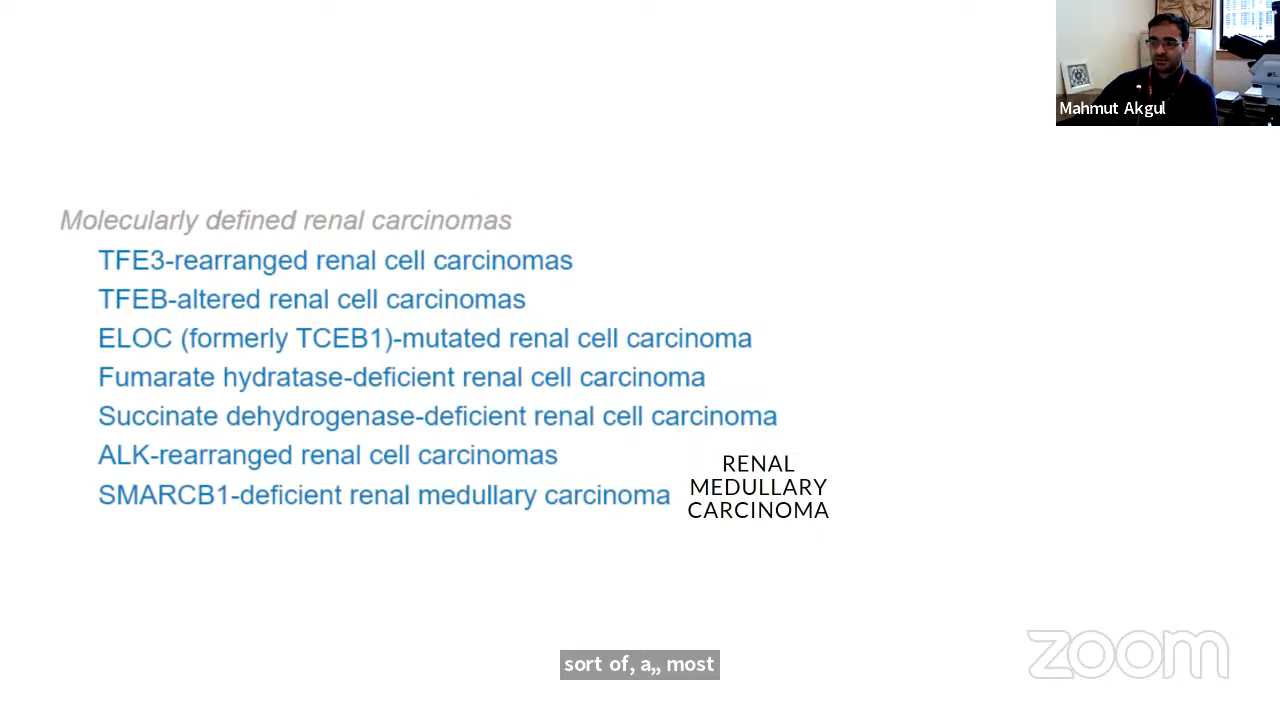 Mahmut Akgul
Molecularly defined renal carcinomas
TFE3-rearranged renal cell carcinomas
TFEB-altered renal cell carcinomas
ELOC (formerly TCEB1)-mutated renal cell carcinoma
Fumarate hydratase-deficient renal cell carcinoma
Succinate dehydrogenase-deficient renal cell carcinoma
ALK-rearranged renal cell carcinomas
SMARCB1-deficient renal medullary carcinoma
RENAL
MEDULLARY
CARCINOMA
sort of, a,, most
zoom